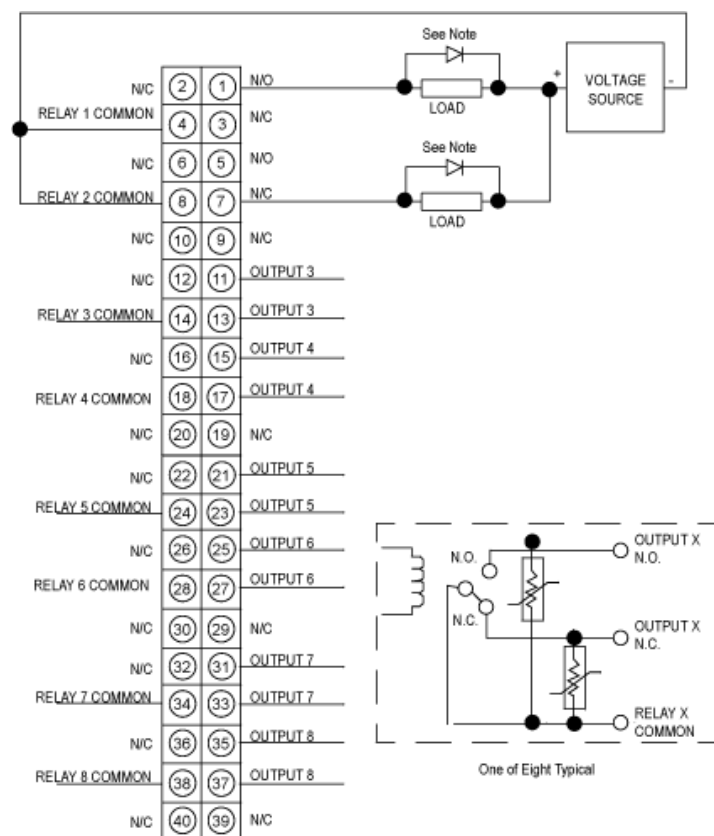 See Note
+ VOLTAGE SOURCE -
N/C 2 1 N/O
LOAD
RELAY 1 COMMON 4 3 N/C
See Note
N/C 6 5 N/O
RELAY 2 COMMON 8 7 N/C
LOAD
N/C 10 9 N/C
N/C 12 11 OUTPUT 3
RELAY 3 COMMON 14 13 OUTPUT 3
N/C 16 15 OUTPUT 4
RELAY 4 COMMON 18 17 OUTPUT 4
N/C 20 19 N/C
N/C 22 21 OUTPUT 5
RELAY 5 COMMON 24 23 OUTPUT 5
N/C 26 25 OUTPUT 6
RELAY 6 COMMON 28 27 OUTPUT 6
N/C 30 29 N/C
N/C 32 31 OUTPUT 7
RELAY 7 COMMON 34 33 OUTPUT 7
N/C 36 35 OUTPUT 8
RELAY 8 COMMON 38 37 OUTPUT 8
N/C 40 39 N/C
N.O.
N.C.
OUTPUT X
N.O.
OUTPUT X
N.C.
RELAY X
COMMON
One of Eight Typical